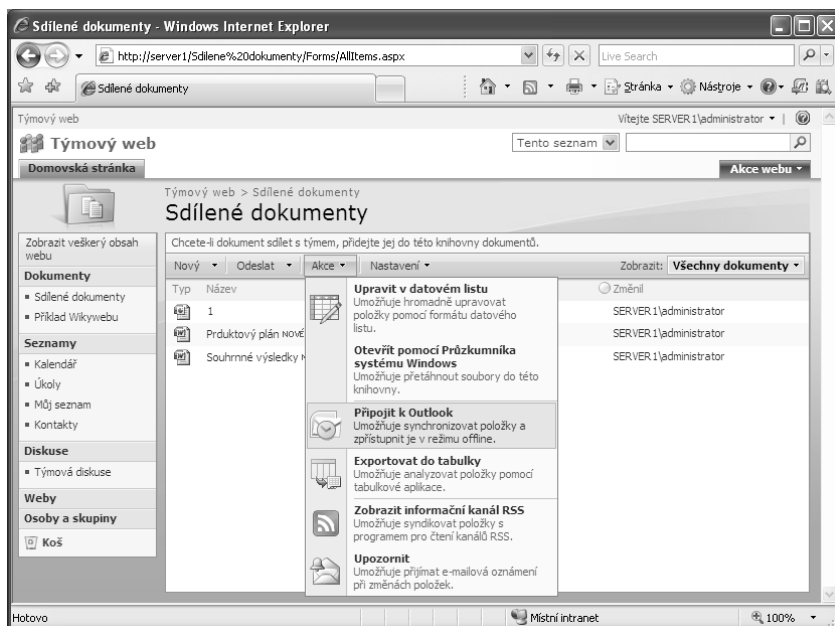 Sdílené dokumenty - Windows Internet Explorer
http://server1/Sdilene%20dokumenty/Forms/AllItems.aspx
Live Search
Sdílené dokumenty
Stránka
Nástroje
Týmový web
Vítejte SERVER1\administrator
Týmový web
Tento seznam
Domovská stránka
Akce webu
Týmový web > Sdílené dokumenty
Sdílené dokumenty
Zobrazit veškerý obsah
webu
Dokumenty
Sdílené dokumenty
Příklad Wikywebu
Seznamy
Kalendář
Úkoly
Můj seznam
Kontakty
Diskuse
Týmová diskuse
Weby
Osoby a skupiny
Koš
Chcete-li dokument sdílet s týmem, přidejte jej do této knihovny dokumentů.
Nový
Odeslat
Akce
Nastavení
Zobrazit: Všechny dokumenty
Typ
Název
Změnil
1
SERVER1\administrator
Prduktový plán NOVÉ
SERVER1\administrator
Souhrnné výsledky
SERVER1\administrator
Upravit v datovém listu
Umožňuje hromadně upravovat
položky pomocí formátu datového
listu.
Otevřít pomocí Průzkumníka
systému Windows
Umožňuje přetáhnout soubory do této
knihovny.
Připojit k Outlook
Umožňuje synchronizovat položky a
zpřístupnit je v režimu offline.
Exportovat do tabulky
Umožňuje analyzovat položky pomocí
tabulkové aplikace.
Zobrazit informační kanál RSS
Umožňuje syndikovat položky s
programem pro čtení kanálů RSS.
Upozornit
Umožňuje přijímat e-mailová oznámení
při změnách položek.
Hotovo
Místní intranet
100%